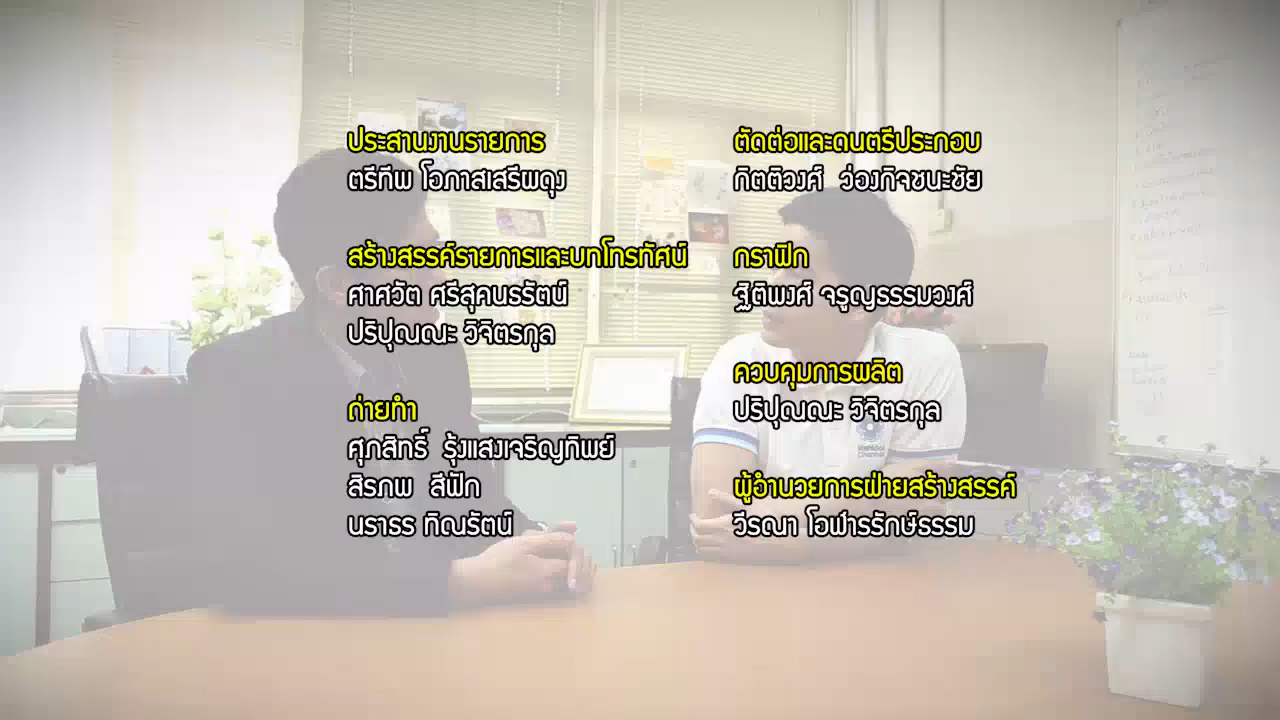 ประสานงานรายการ
ตรีทีพ โอภาสเสรีผดุง
สร้างสรรค์รายการและบทโทรทัศน์
ศาศวัต ศรีสุคนธรัตน์
ปริปุณณะ วิจิตรกุล
ถ่ายทำ
ศุภสิทธิ์ รุ้งแสงเจริญทิพย์
สิรภพ สีฟัก
นราธร ทิณรัตน์
ตัดต่อและดนตรีประกอบ
กิตติวงศ์ ว่องกิจชนะชัย
กราฟิก
ฐิติพงศ์ จรูญธรรมวงศ์
ควบคุมการผลิต
ปริปุณณะ วิจิตรกุล
ผู้อำนวยการฝ่ายสร้างสรรค์
วีรณา โอฬารรักษ์ธรรม
Mahidol
Channel